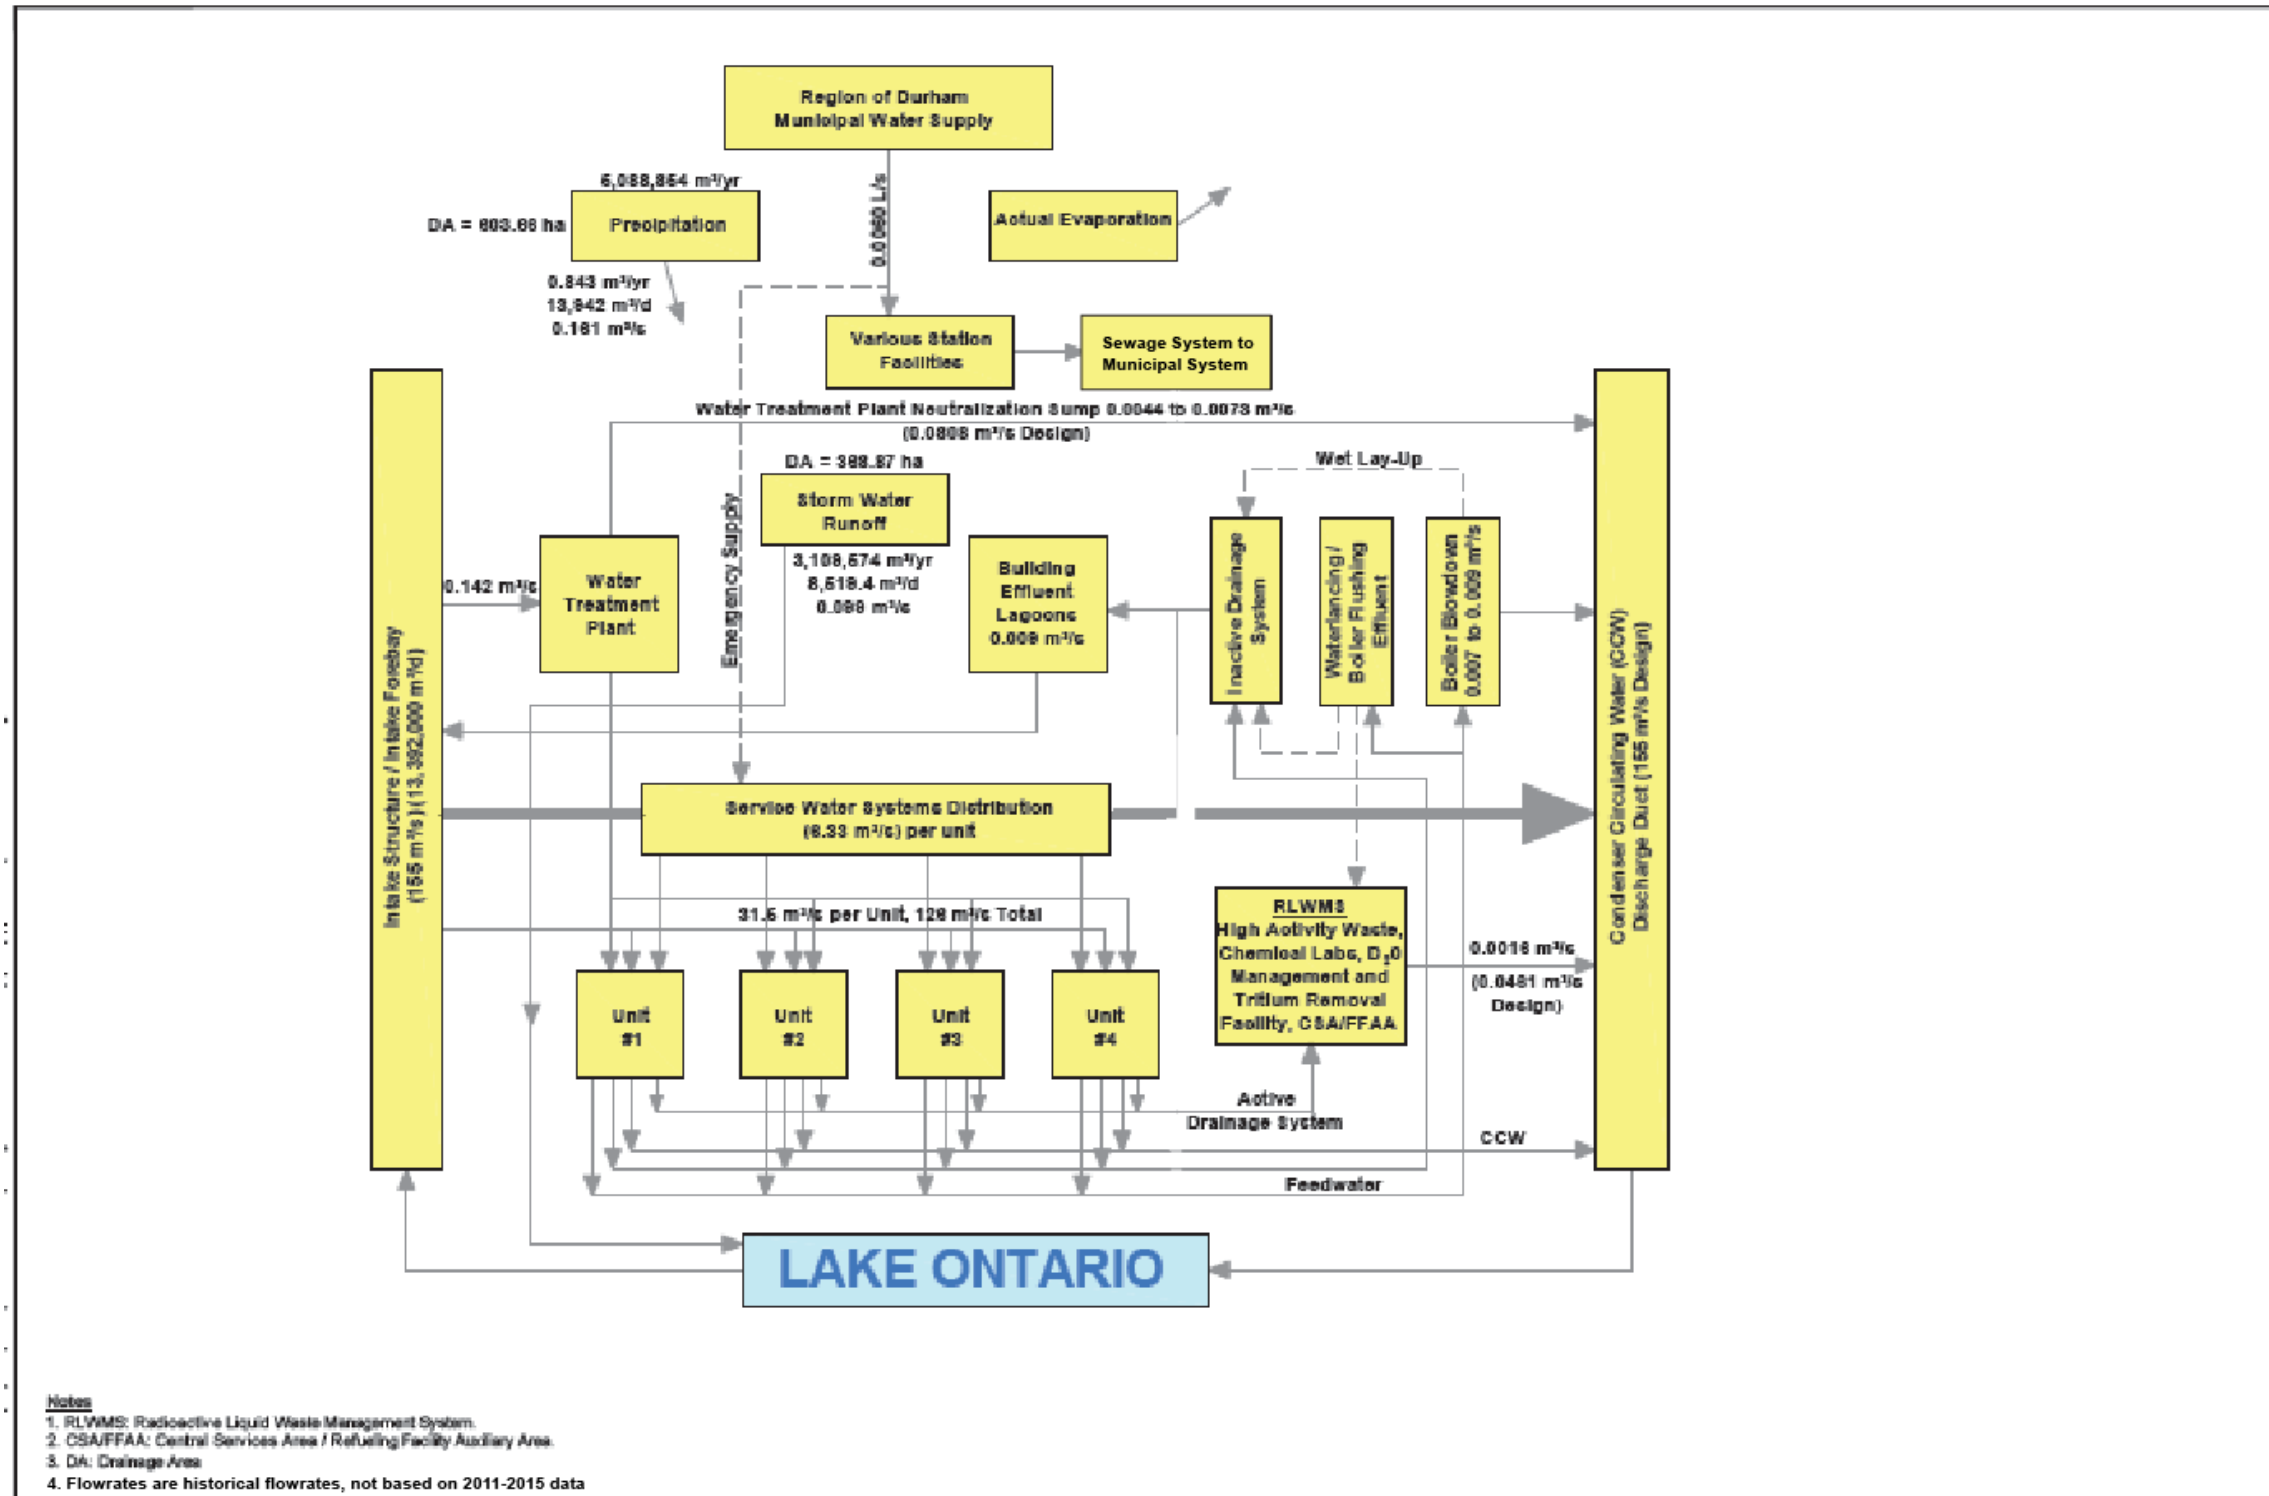 Region of Durham
Municipal Water Supply
m³/yr
DA = 603.66 ha
Precipitation
0.843 m³/yr
13,942 m³/d
0.161 m³/s
L/s
Actual Evaporation
Various Station
Facilities
Sewage System to
Municipal System
Water Treatment Plant Neutralization Sump 0.0044 to 0.0073 m³/s
(0.0808 m³/s Design)
DA = 368.87 ha
Storm Water
Runoff
3,109,574 m³/yr
8,519.4 m³/d
m³/s
Emergency Supply
Wet Lay-Up
0.142 m³/s
Water
Treatment
Plant
Building
Effluent
Lagoons
0.009 m³/s
Inactive Drainage
System
Waterlancing /
Boiler Flushing
Effluent
Boiler Blowdown
0.007 to 0.009 m³/s
Intake Structure / Intake Forebay
(155 m³/s) (13,392,000 m³/d)
Condenser Circulating Water (CCW)
Discharge Duct (155 m³/s Design)
Service Water Systems Distribution
(6.33 m³/s) per unit
31.5 m³/s per Unit, 126 m³/s Total
Unit
#1
Unit
#2
Unit
#3
Unit
#4
RLWMS
High Activity Waste,
Chemical Labs, D₂O
Management and
Tritium Removal
Facility, CSA/FFAA
0.0016 m³/s
(0.0481 m³/s
Design)
Active
Drainage System
CCW
Feedwater
LAKE ONTARIO
Notes
1. RLWMS: Radioactive Liquid Waste Management System.
2. CSA/FFAA: Central Services Area / Refueling Facility Auxiliary Area.
3. DA: Drainage Area
4. Flowrates are historical flowrates, not based on 2011-2015 data